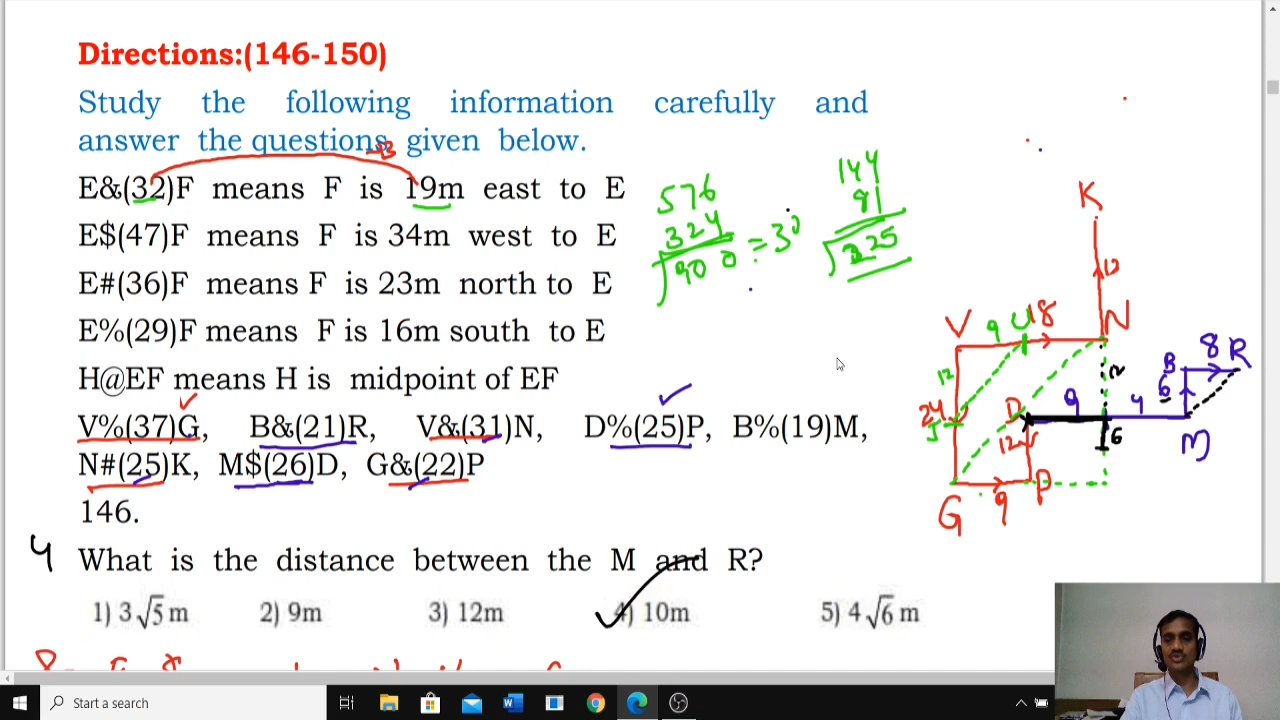 Directions:(146-150)
Study the following information carefully and
answer the questions given below.
E&(32)F means F is 19m east to E
E$(47)F means F is 34m west to E
E#(36)F means F is 23m north to E
E%(29)F means F is 16m south to E
H@EF means H is midpoint of EF
V%(37)G, B&(21)R, V&(31)N, D%(25)P, B%(19)M,
N#(25)K, M$(26)D, G&(22)P
146.
4 What is the distance between the M and R?
1) 3√5 m 2) 9m 3) 12m 4) 10m 5) 4√6 m
576
324
√900 = 30
144
81
√225
K
12
V 9 U 18 N
12
12
B 8 R
6
24
J
D 9 4
12
6
M
G 9 P
Start a search